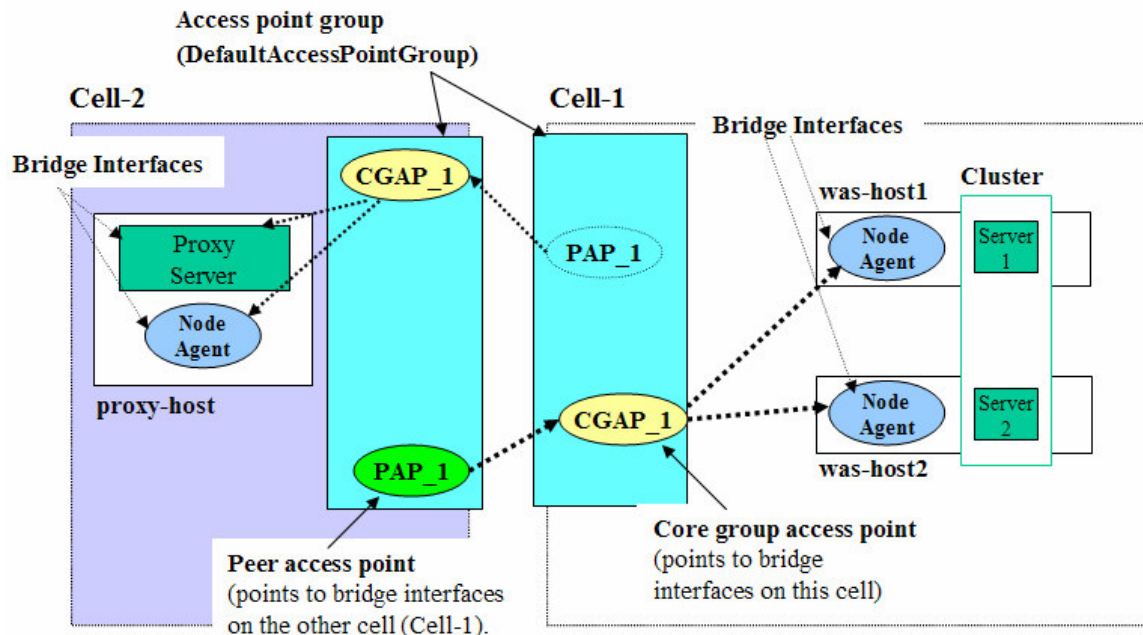 Access point group
(DefaultAccessPointGroup)
Cell-2
Cell-1
Bridge Interfaces
Bridge Interfaces
CGAP_1
was-host1
Cluster
Proxy
Server
PAP_1
Node
Agent
Server
1
Node
Agent
proxy-host
CGAP_1
Node
Agent
Server
2
PAP_1
was-host2
Peer access point
(points to bridge interfaces
on the other cell (Cell-1).
Core group access point
(points to bridge
interfaces on this cell)